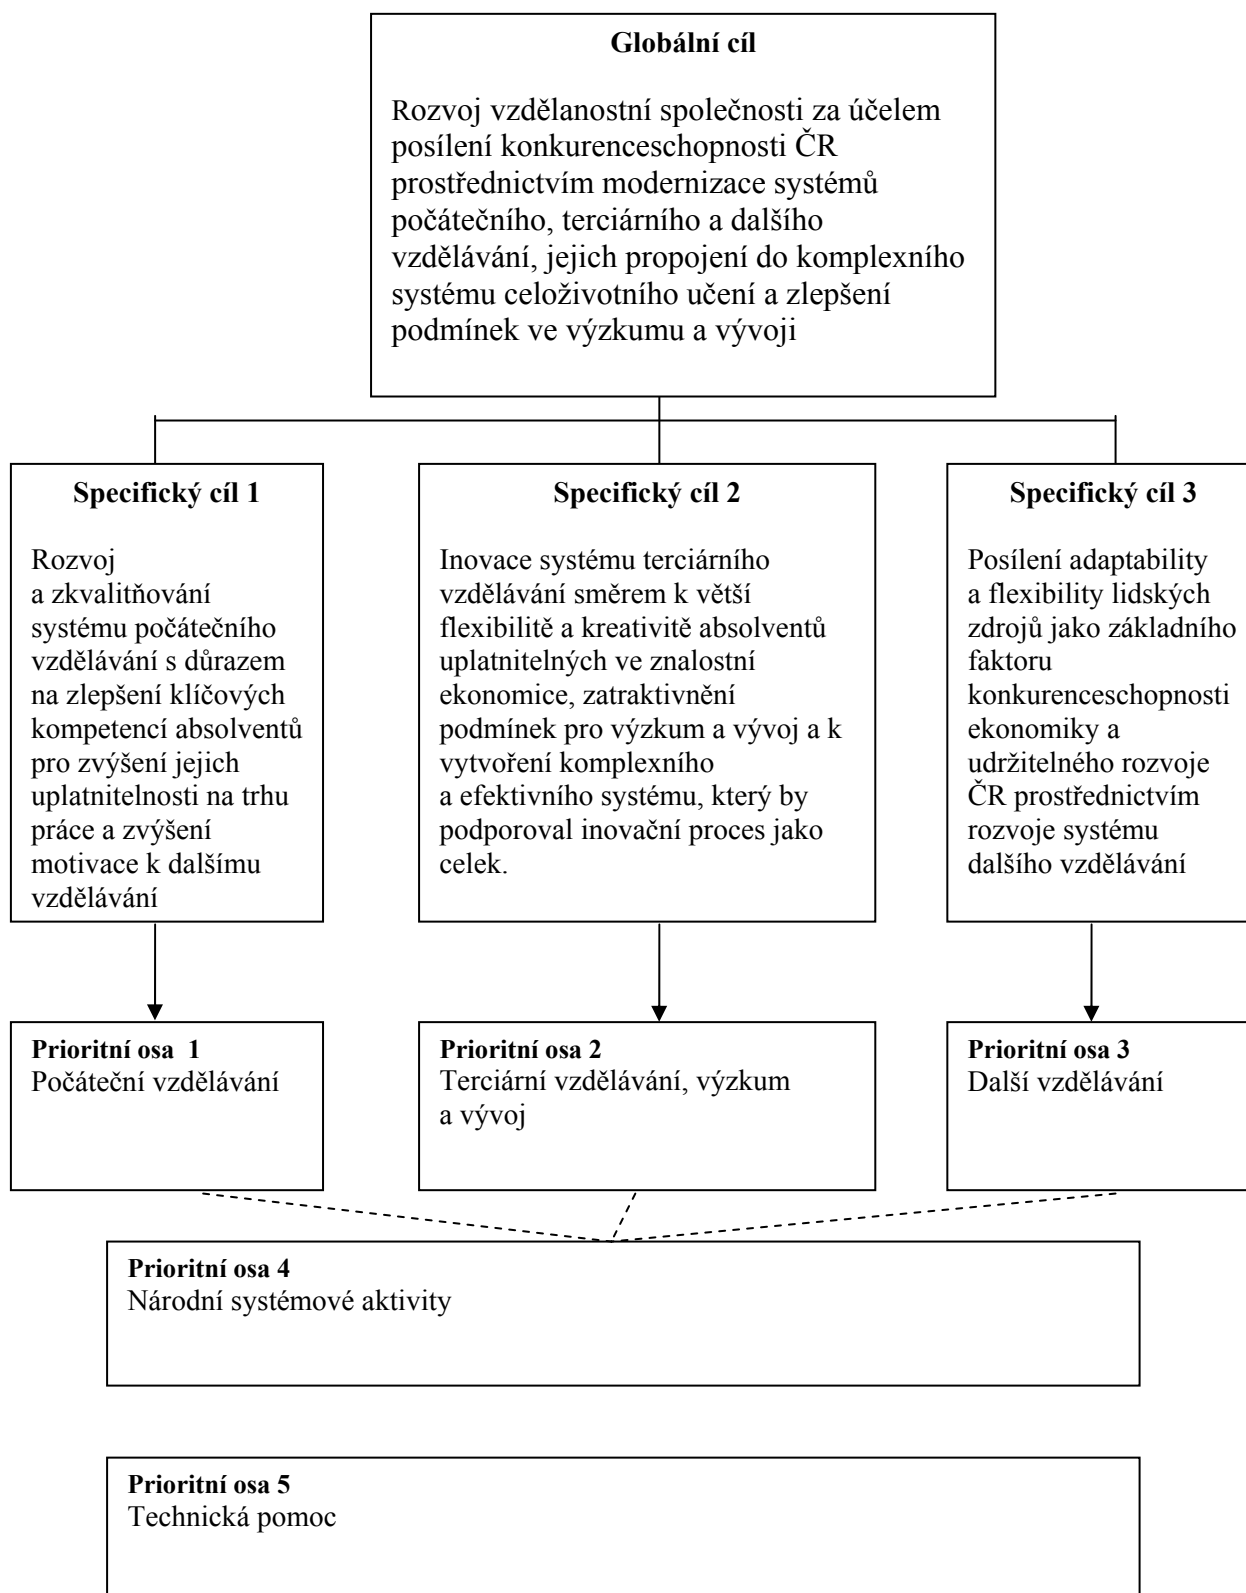 Globální cíl
Rozvoj vzdělanostní společnosti za účelem
posílení konkurenceschopnosti ČR
prostřednictvím modernizace systémů
počátečního, terciárního a dalšího
vzdělávání, jejich propojení do komplexního
systému celoživotního učení a zlepšení
podmínek ve výzkumu a vývoji
Specifický cíl 1
Rozvoj
a zkvalitňování
systému počátečního
vzdělávání s důrazem
na zlepšení klíčových
kompetencí absolventů
pro zvýšení jejich
uplatnitelnosti na trhu
práce a zvýšení
motivace k dalšímu
vzdělávání
Specifický cíl 2
Inovace systému terciárního
vzdělávání směrem k větší
flexibilitě a kreativitě absolventů
uplatnitelných ve znalostní
ekonomice, zatraktivnění
podmínek pro výzkum a vývoj a k
vytvoření komplexního
a efektivního systému, který by
podporoval inovační proces jako
celek.
Specifický cíl 3
Posílení adaptability
a flexibility lidských
zdrojů jako základního
faktoru
konkurenceschopnosti
ekonomiky a
udržitelného rozvoje
ČR prostřednictvím
rozvoje systému
dalšího vzdělávání
Prioritní osa  1
Počáteční vzdělávání
Prioritní osa 2
Terciární vzdělávání, výzkum
a vývoj
Prioritní osa 3
Další vzdělávání
Prioritní osa 4
Národní systémové aktivity
Prioritní osa 5
Technická pomoc